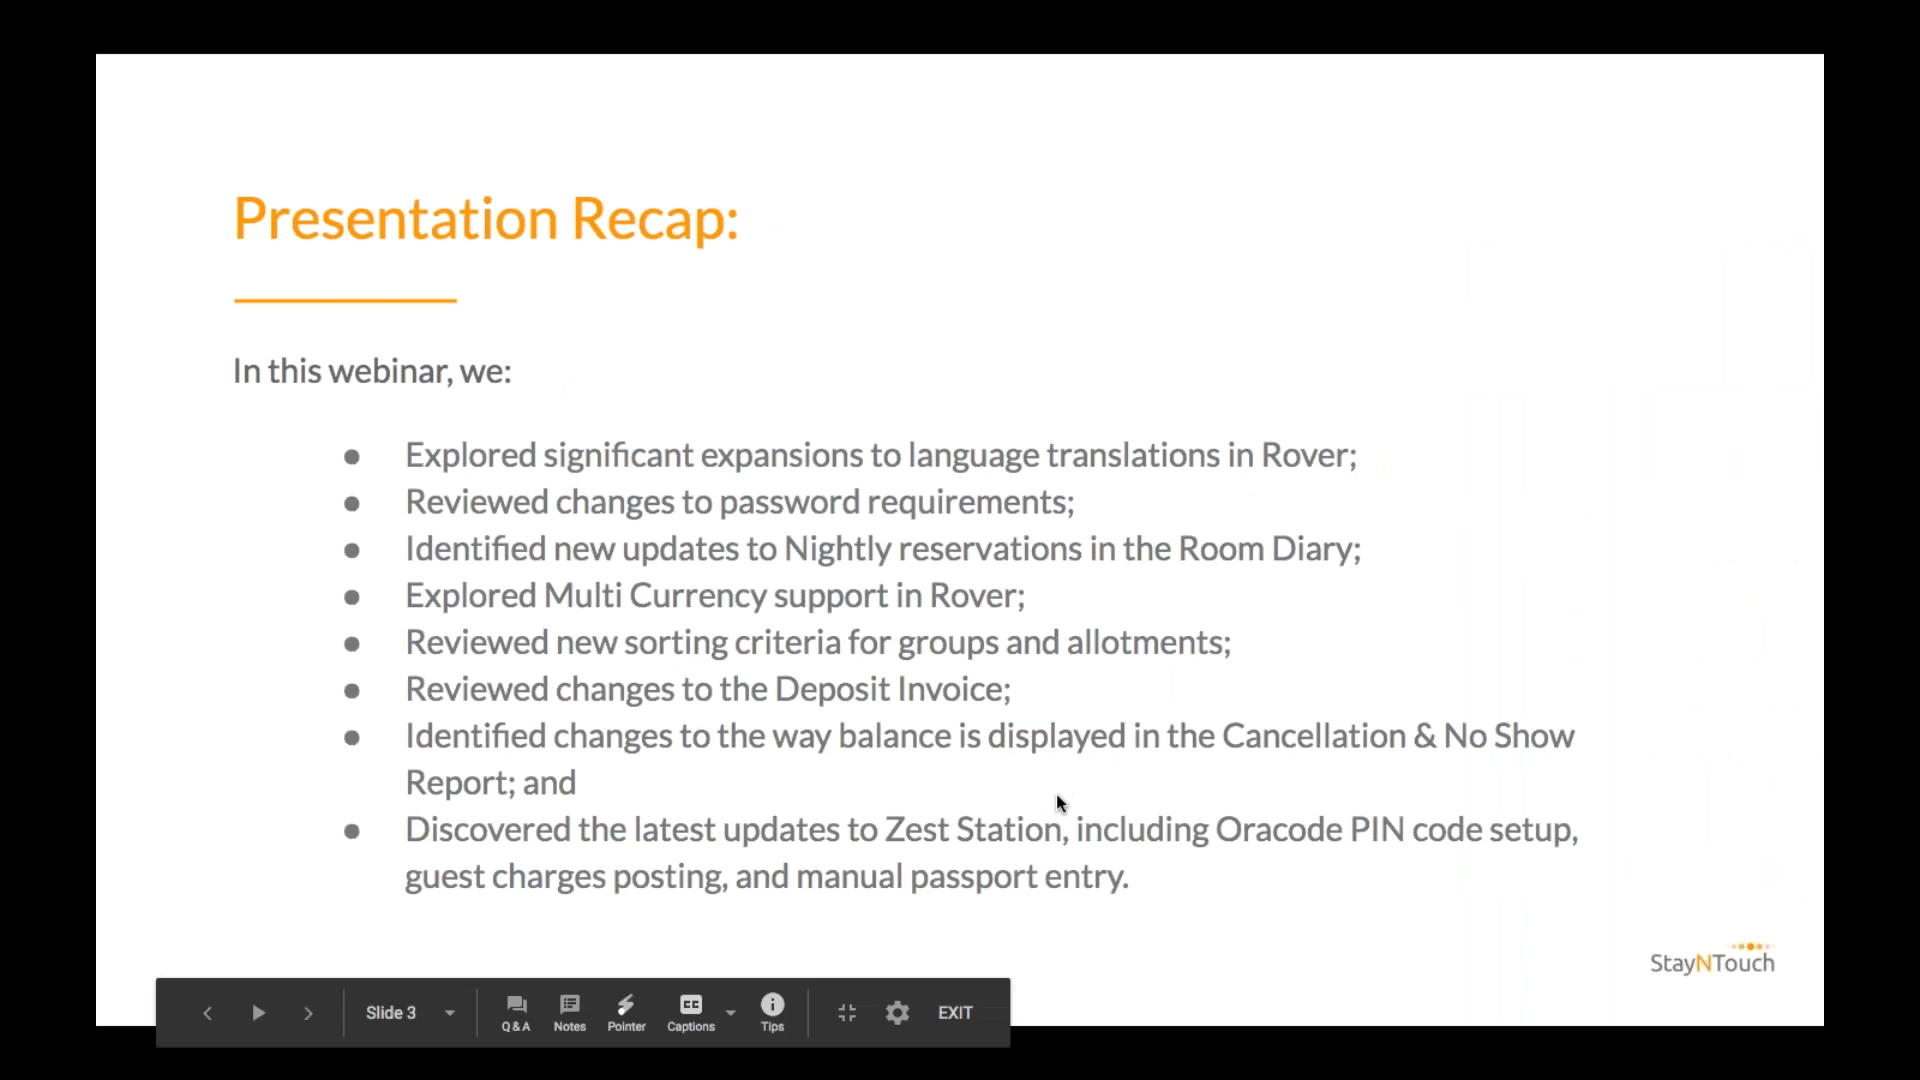 Presentation Recap:
In this webinar, we:
● Explored significant expansions to language translations in Rover;
● Reviewed changes to password requirements;
● Identified new updates to Nightly reservations in the Room Diary;
● Explored Multi Currency support in Rover;
● Reviewed new sorting criteria for groups and allotments;
● Reviewed changes to the Deposit Invoice;
● Identified changes to the way balance is displayed in the Cancellation & No Show
Report; and
● Discovered the latest updates to Zest Station, including Oracode PIN code setup,
guest charges posting, and manual passport entry.
StayNTouch
Slide 3
Q&A
Notes
Pointer
CC
Captions
Tips
EXIT